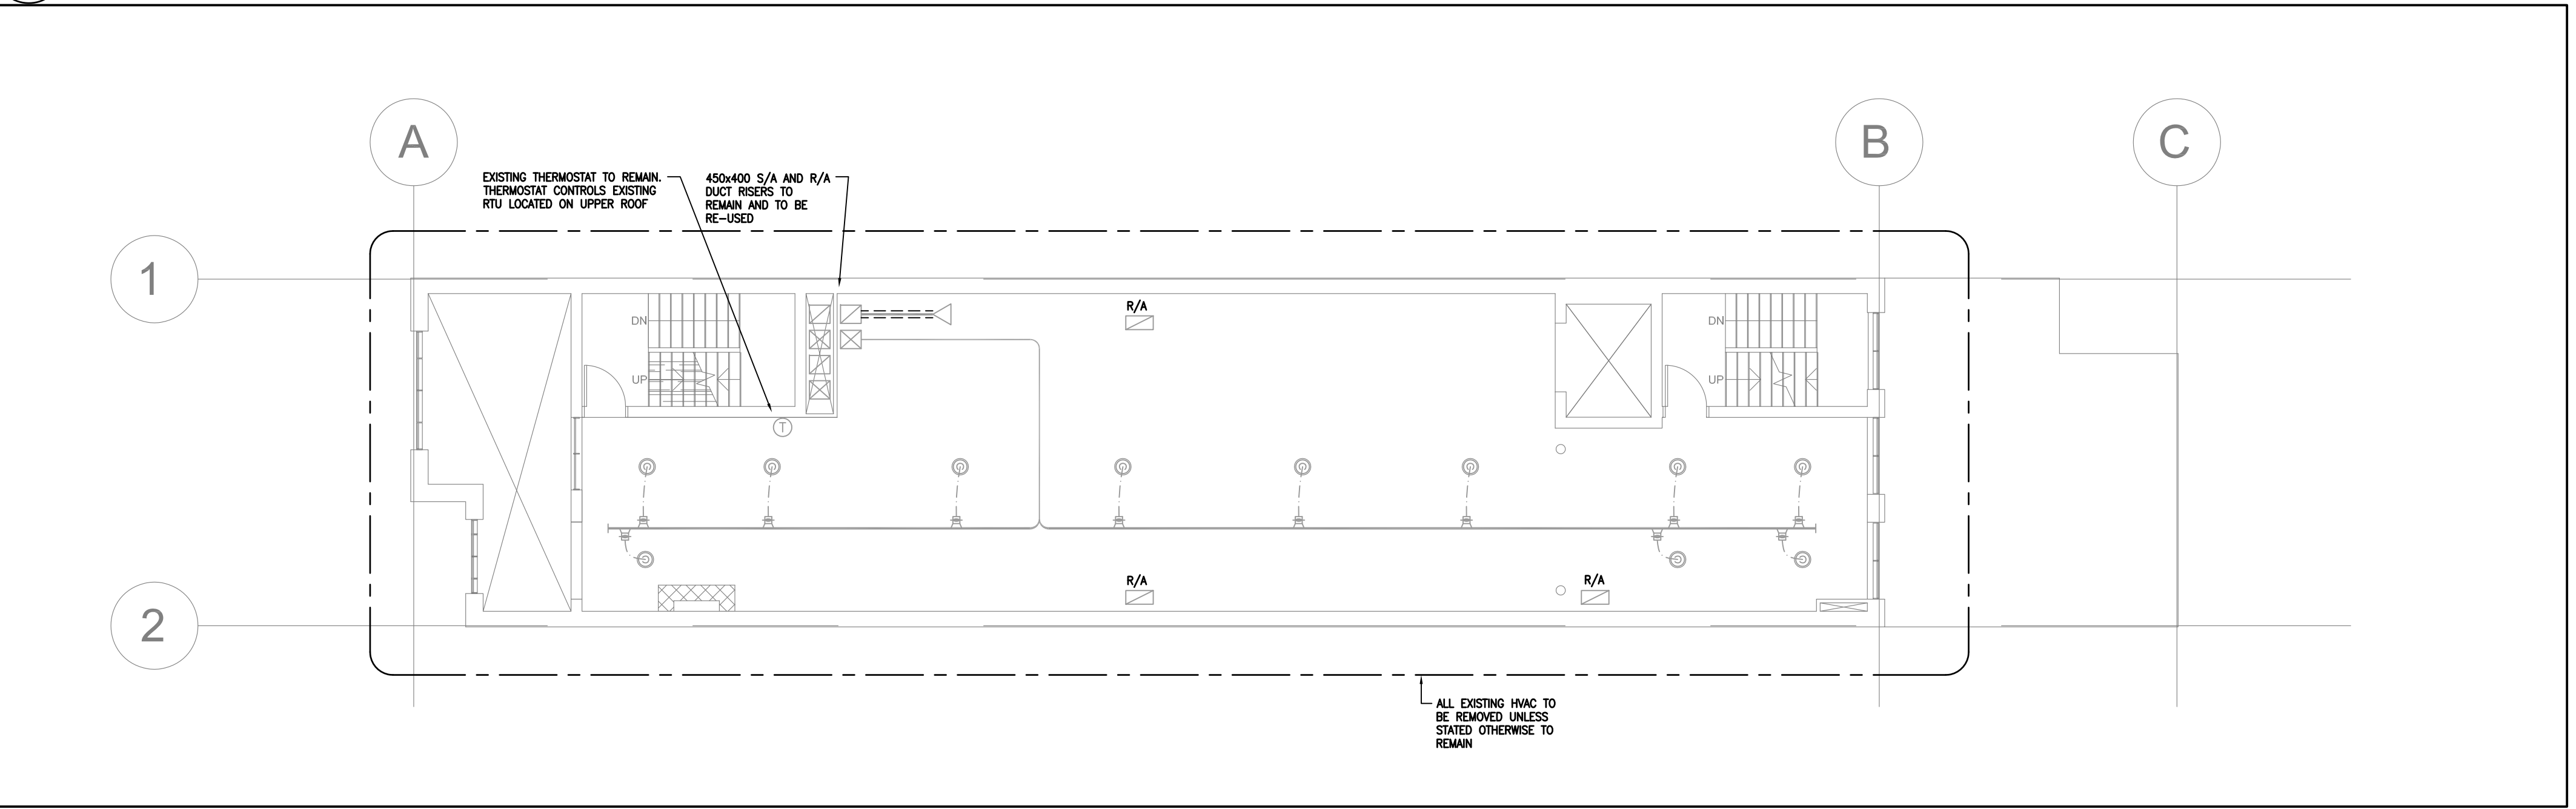 A
B
C
EXISTING THERMOSTAT TO REMAIN.
THERMOSTAT CONTROLS EXISTING
RTU LOCATED ON UPPER ROOF
450x400 S/A AND R/A
DUCT RISERS TO
REMAIN AND TO BE
RE-USED
1
R/A
DN
DN
UP
UP
T
R/A
R/A
2
ALL EXISTING HVAC TO
BE REMOVED UNLESS
STATED OTHERWISE TO
REMAIN